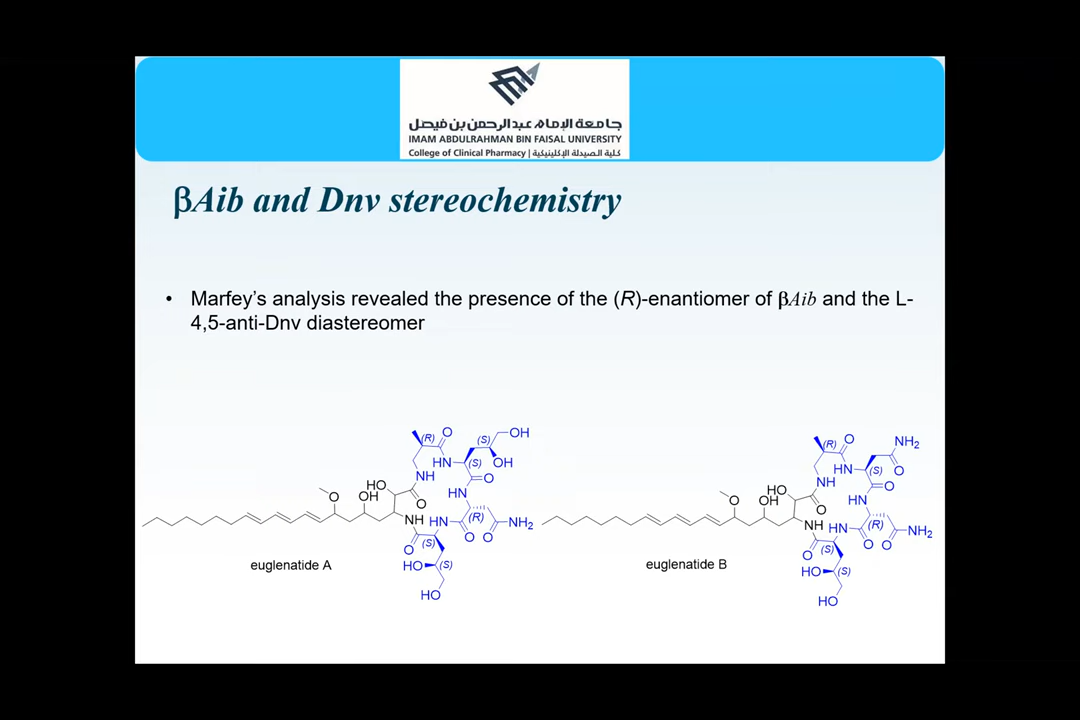 جامعة الإمام عبدالرحمن بن فيصل
IMAM ABDULRAHMAN BIN FAISAL UNIVERSITY
College of Clinical Pharmacy | كلية الصيدلة الإكلينيكية
βAib and Dnv stereochemistry
• Marfey's analysis revealed the presence of the (R)-enantiomer of βAib and the L-
4,5-anti-Dnv diastereomer
(R)
O
(S)
OH
HN
(S)
OH
NH
O
HO
OH
O
O
HN
(R)
NH
HN
O
NH₂
O
O
(S)
HO
(S)
HO
euglenatide A
(R)
O
NH₂
HN
(S)
O
NH
O
HO
OH
O
O
HN
(R)
NH
HN
O
NH₂
O
O
(S)
HO
(S)
HO
euglenatide B